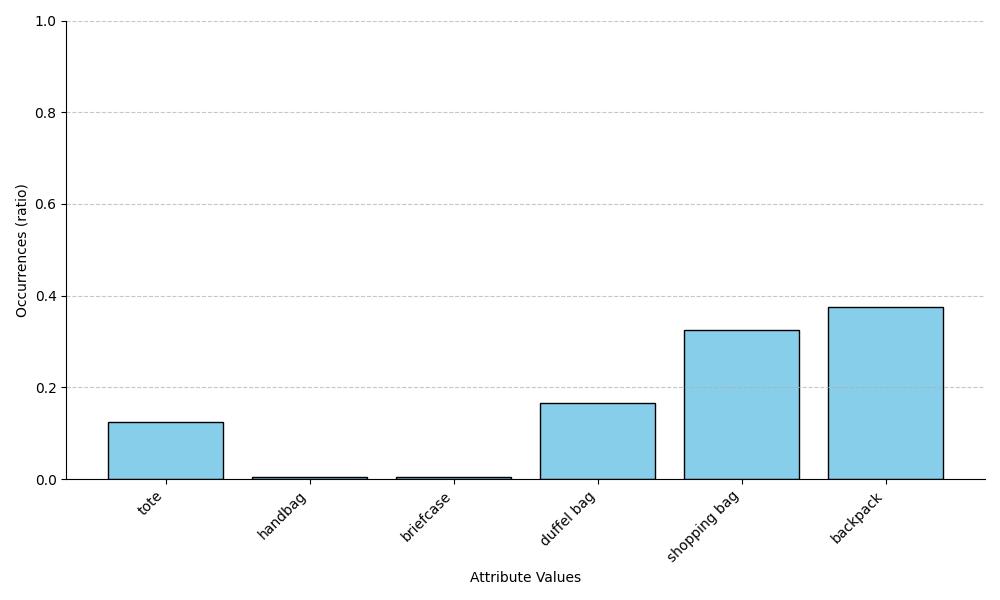 1.0
0.8
0.6
0.4
0.2
0.0
Occurrences (ratio)
tote
handbag
briefcase
duffel bag
shopping bag
backpack
Attribute Values